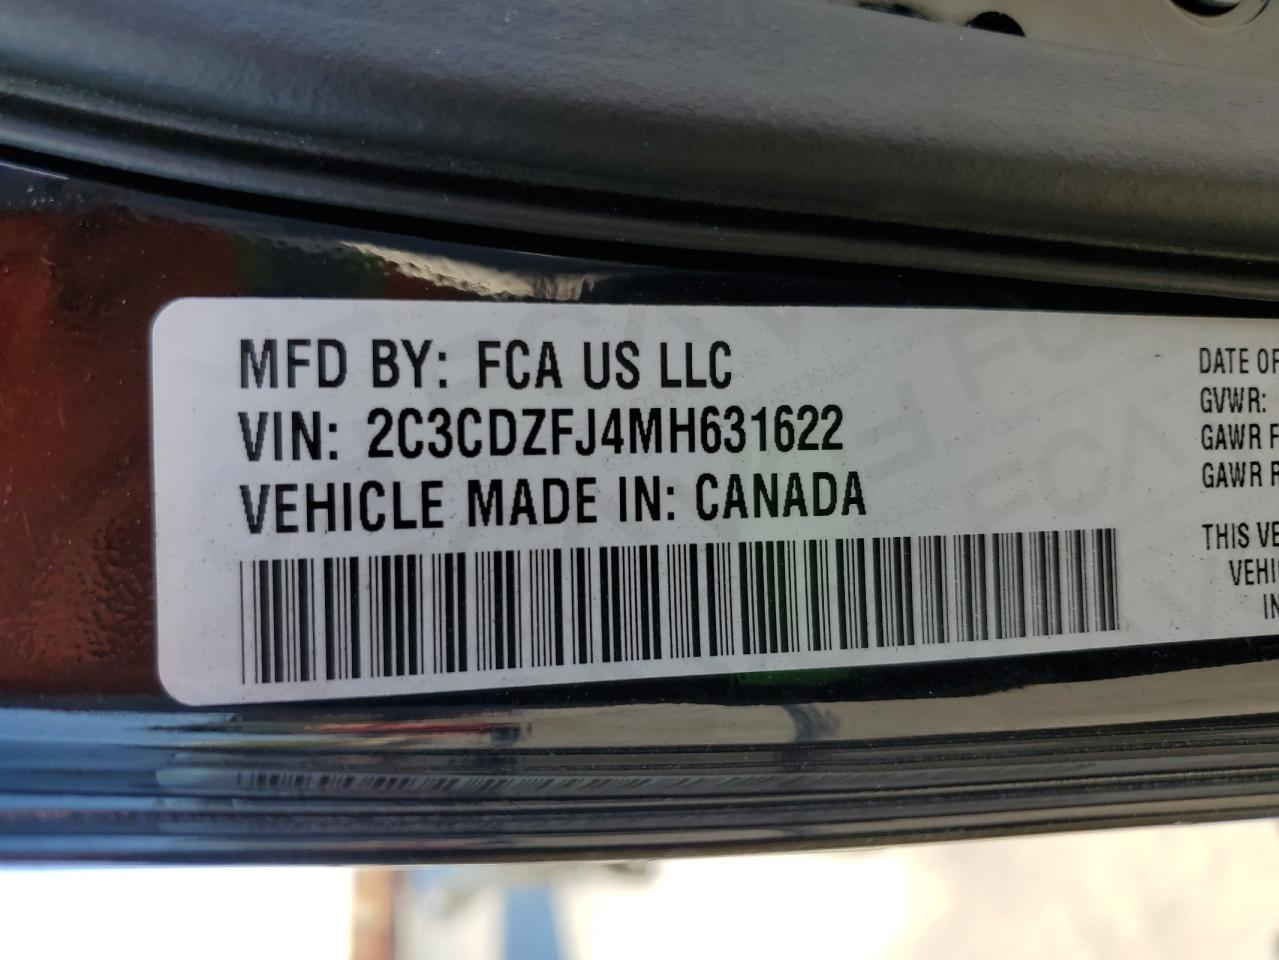 MFD BY: FCA US LLC
VIN: 2C3CDZFJ4MH631622
VEHICLE MADE IN: CANADA
DATE OF
GVWR:
GAWR F
GAWR R
THIS VE
VEHI
IN